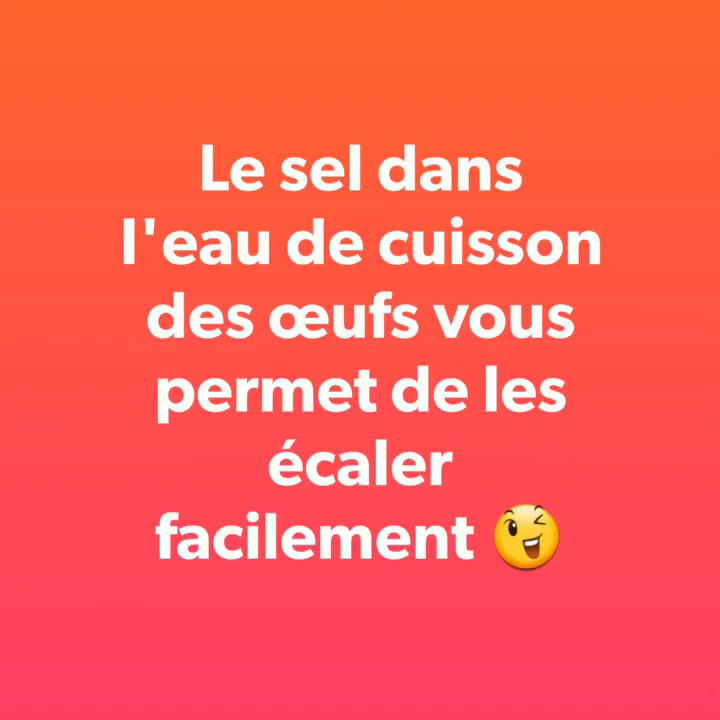 Le sel dans
l'eau de cuisson
des œufs vous
permet de les
écaler
facilement 😉